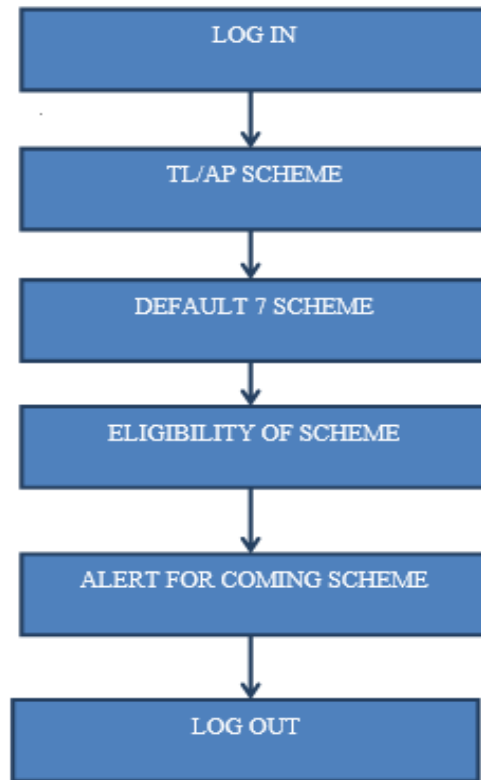 LOG IN
TL/AP SCHEME
DEFAULT 7 SCHEME
ELIGIBILITY OF SCHEME
ALERT FOR COMING SCHEME
LOG OUT